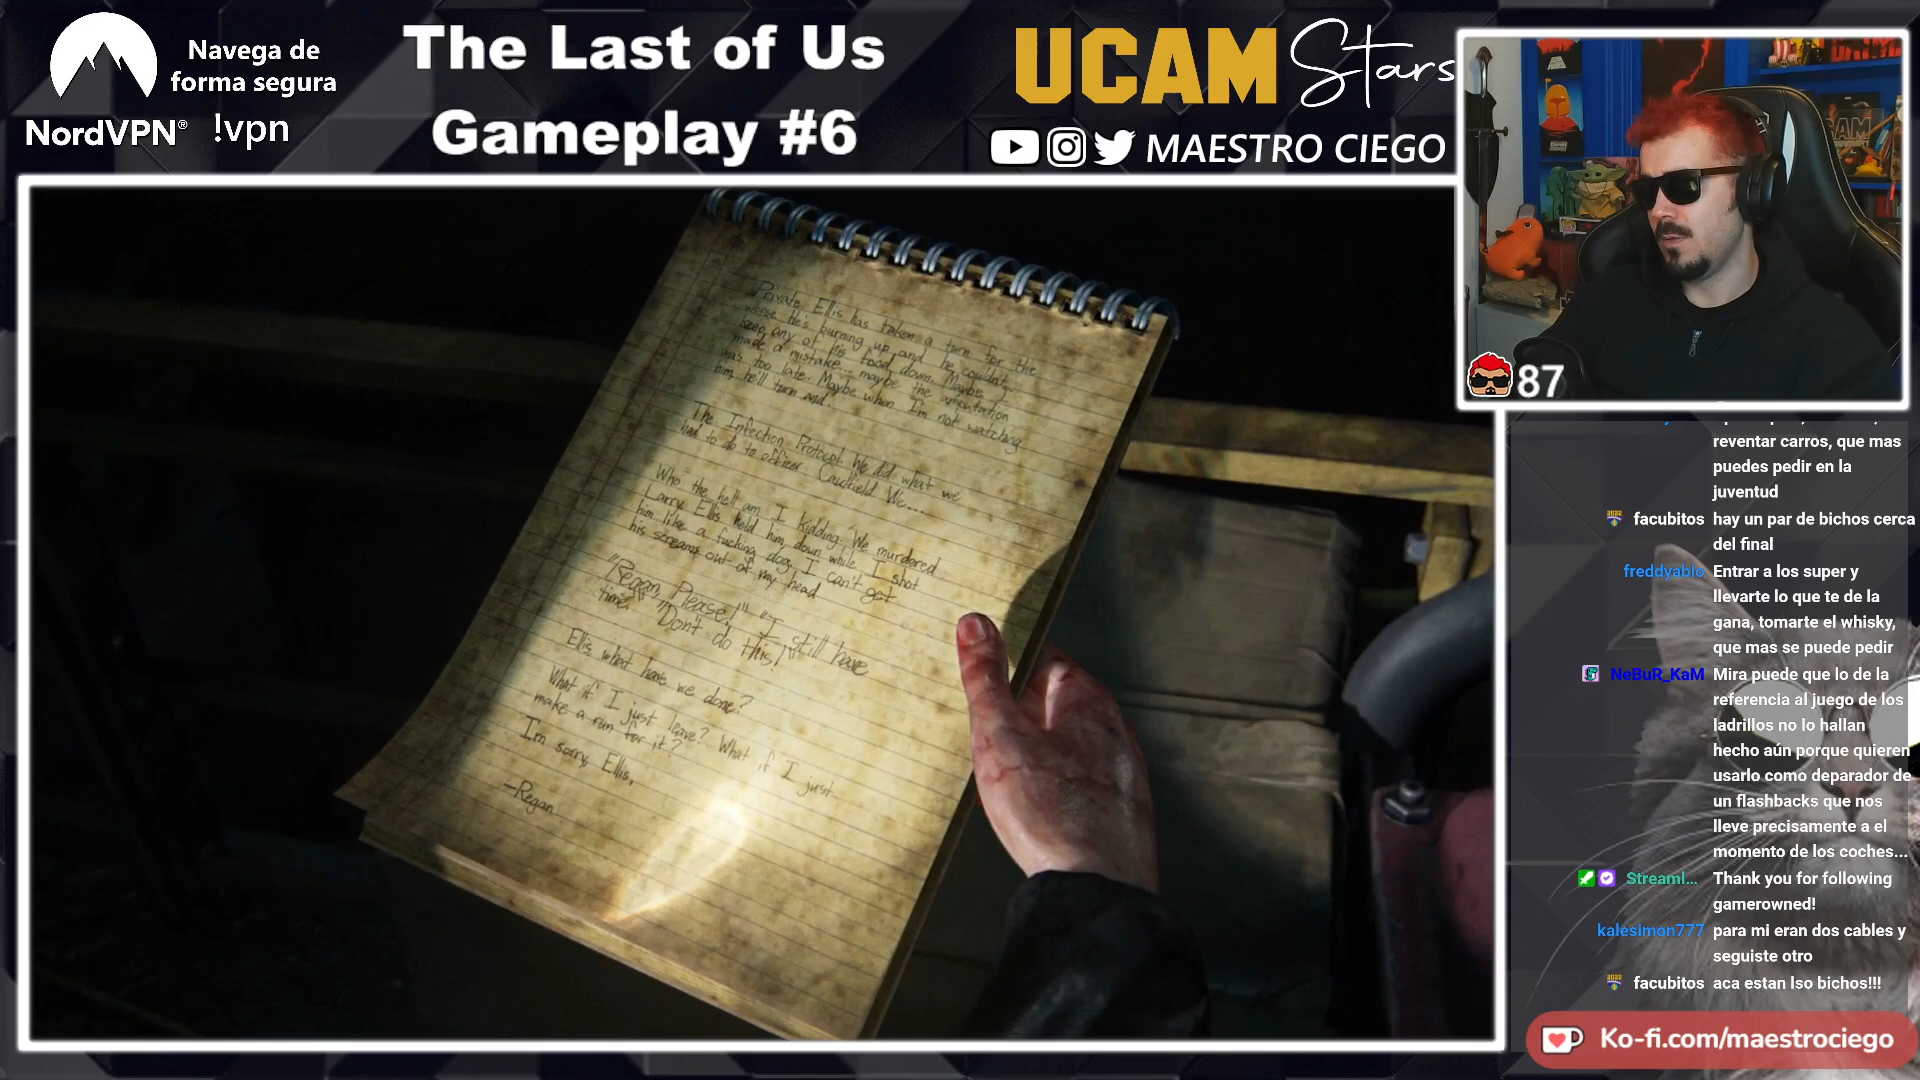 Navega de
forma segura
NordVPN® !vpn
The Last of Us
Gameplay #6
UCAM Stars
MAESTRO CIEGO
87
Private Ellis has taken a turn for the
worse. He's burning up and he couldn't
keep any of his food down. Maybe I
made a mistake... maybe the amputation
was too late. Maybe when I'm not watching
him, he'll turn and.
The Infection Protocol. We did what we
had to do to officer Caulfield. We...
Who the hell am I kidding. We murdered
Larry. Ellis held him down while I shot
him like a fucking dog. I can't get
his screams out of my head.
"Regan, Please!" "I still have
time." "Don't do this!"
Ellis what have we done?
What if I just leave? What if I just
make a run for it?
I'm sorry, Ellis,
-Regan
reventar carros, que mas
puedes pedir en la
juventud
facubitos hay un par de bichos cerca
del final
freddyablo Entrar a los super y
llevarte lo que te de la
gana, tomarte el whisky,
que mas se puede pedir
NeBuR_KaM Mira puede que lo de la
referencia al juego de los
ladrillos no lo hallan
hecho aún porque quieren
usarlo como deparador de
un flashbacks que nos
lleve precisamente a el
momento de los coches...
Streaml... Thank you for following
gamerowned!
kalesimon777 para mi eran dos cables y
seguiste otro
facubitos aca estan lso bichos!!!
Ko-fi.com/maestrociego